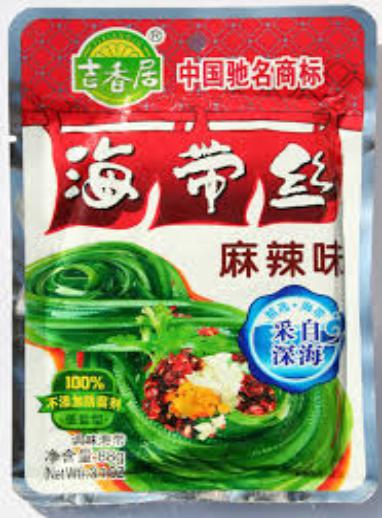 吉香居®
中国驰名商标
海带丝
麻辣味
采自
深海
100%
不添加防腐剂
净含量:88g